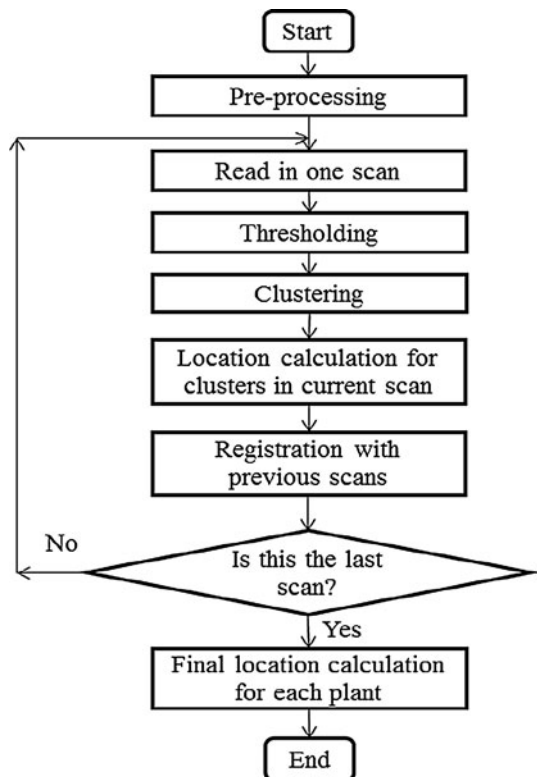 Start
Pre-processing
Read in one scan
Thresholding
Clustering
Location calculation for
clusters in current scan
Registration with
previous scans
No
Is this the last
scan?
Yes
Final location calculation
for each plant
End